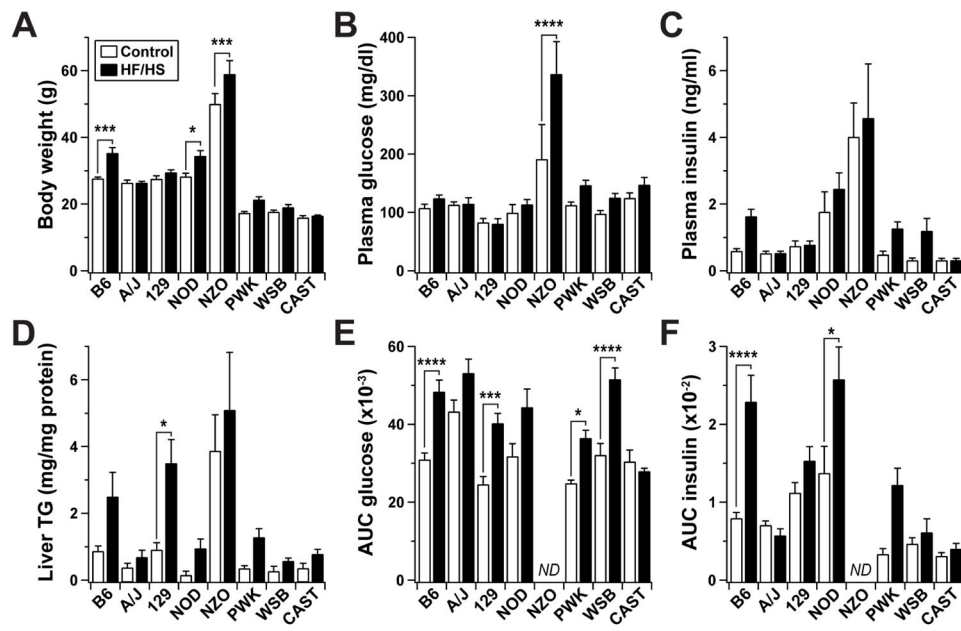 A
Body weight (g)
Control
HF/HS
***
*
***
60
40
20
0
B6 A/J 129 NOD NZO PWK WSB CAST
B
Plasma glucose (mg/dl)
****
400
300
200
100
0
B6 A/J 129 NOD NZO PWK WSB CAST
C
Plasma insulin (ng/ml)
6
4
2
0
B6 A/J 129 NOD NZO PWK WSB CAST
D
Liver TG (mg/mg protein)
*
6
4
2
0
B6 A/J 129 NOD NZO PWK WSB CAST
E
AUC glucose (x10⁻³)
****
***
*
****
60
40
20
0
ND
B6 A/J 129 NOD NZO PWK WSB CAST
F
AUC insulin (x10⁻²)
****
*
3
2
1
0
ND
B6 A/J 129 NOD NZO PWK WSB CAST